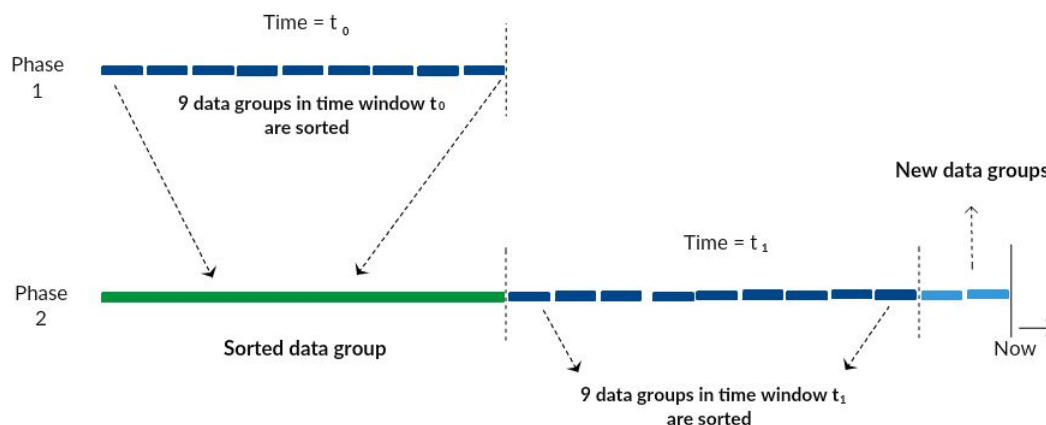 Time = t₀
Phase
1
9 data groups in time window t₀
are sorted
New data groups
Time = t₁
Phase
2
Sorted data group
Now
9 data groups in time window t₁
are sorted